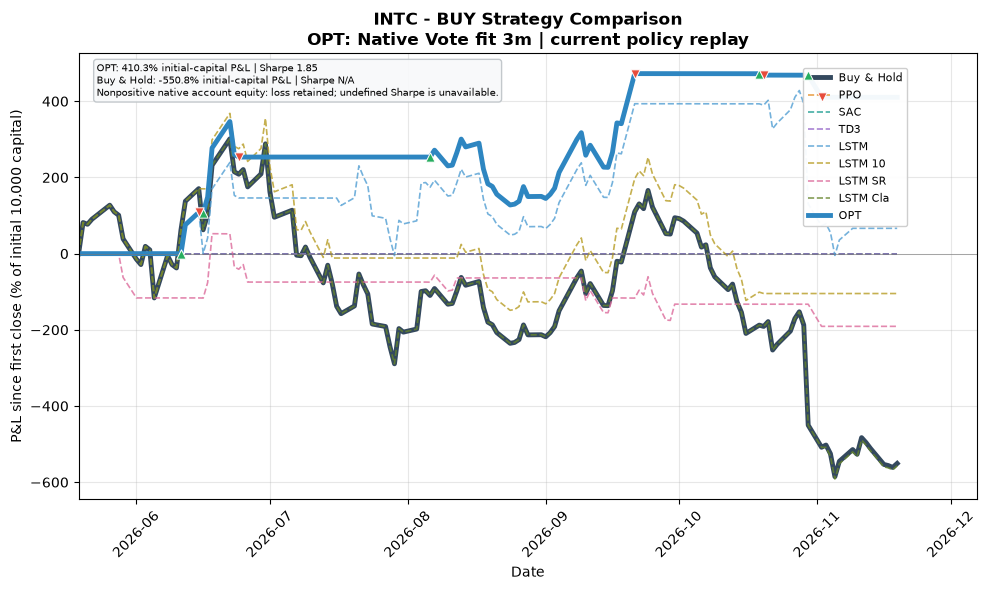 INTC - BUY Strategy Comparison
OPT: Native Vote fit 3m | current policy replay
OPT: 410.3% initial-capital P&L | Sharpe 1.85
Buy & Hold: -550.8% initial-capital P&L | Sharpe N/A
Nonpositive native account equity: loss retained; undefined Sharpe is unavailable.
Buy & Hold
PPO
SAC
TD3
LSTM
LSTM 10
LSTM SR
LSTM Cla
OPT
P&L since first close (% of initial 10,000 capital)
400
200
0
−200
−400
−600
2026-06
2026-07
2026-08
2026-09
2026-10
2026-11
2026-12
Date